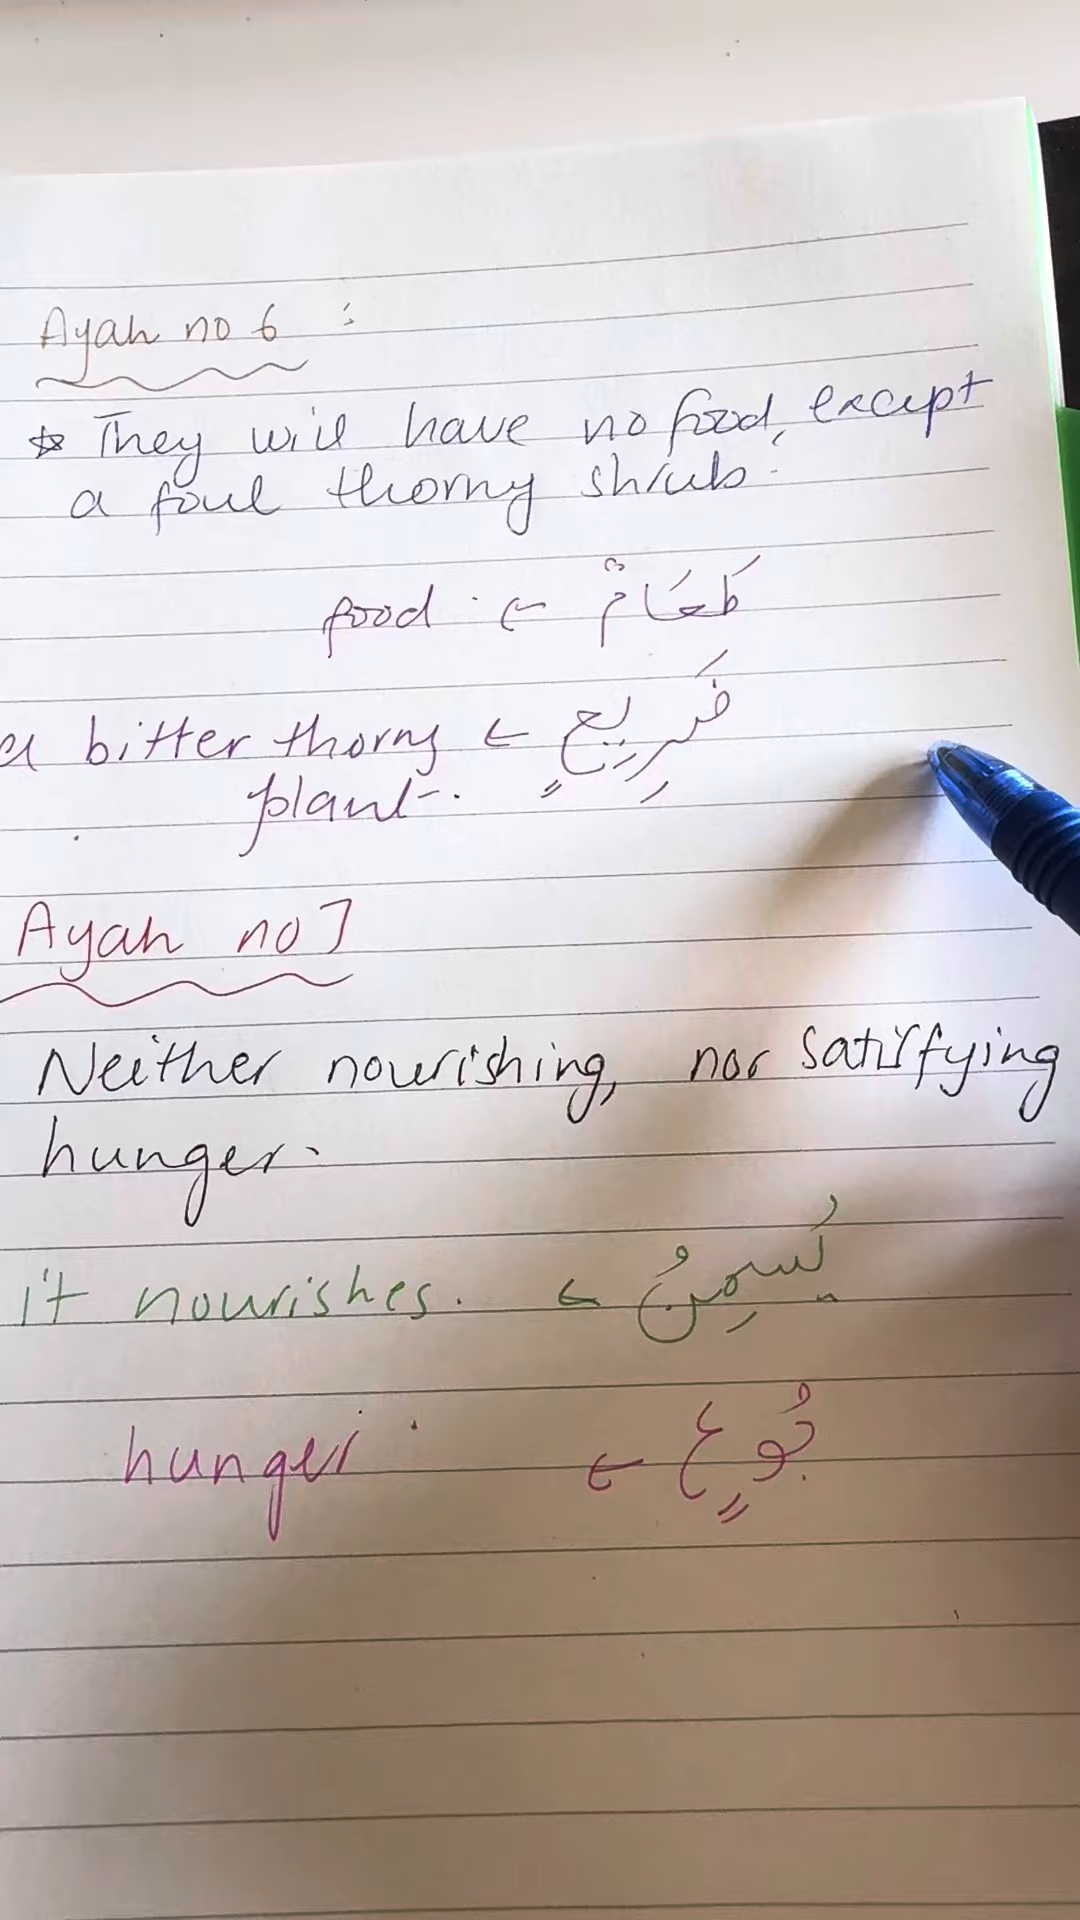 Ayah no 6 :
☆ They will have no food, except
a foul thorny shrub.
food ← طَعَامٌ
a bitter thorny ← ضَرِيعٍ
plant.
Ayah no 7
Neither nourishing, nor satisfying
hunger.
it nourishes. ← يُسْمِنُ
hunger ← جُوعٍ